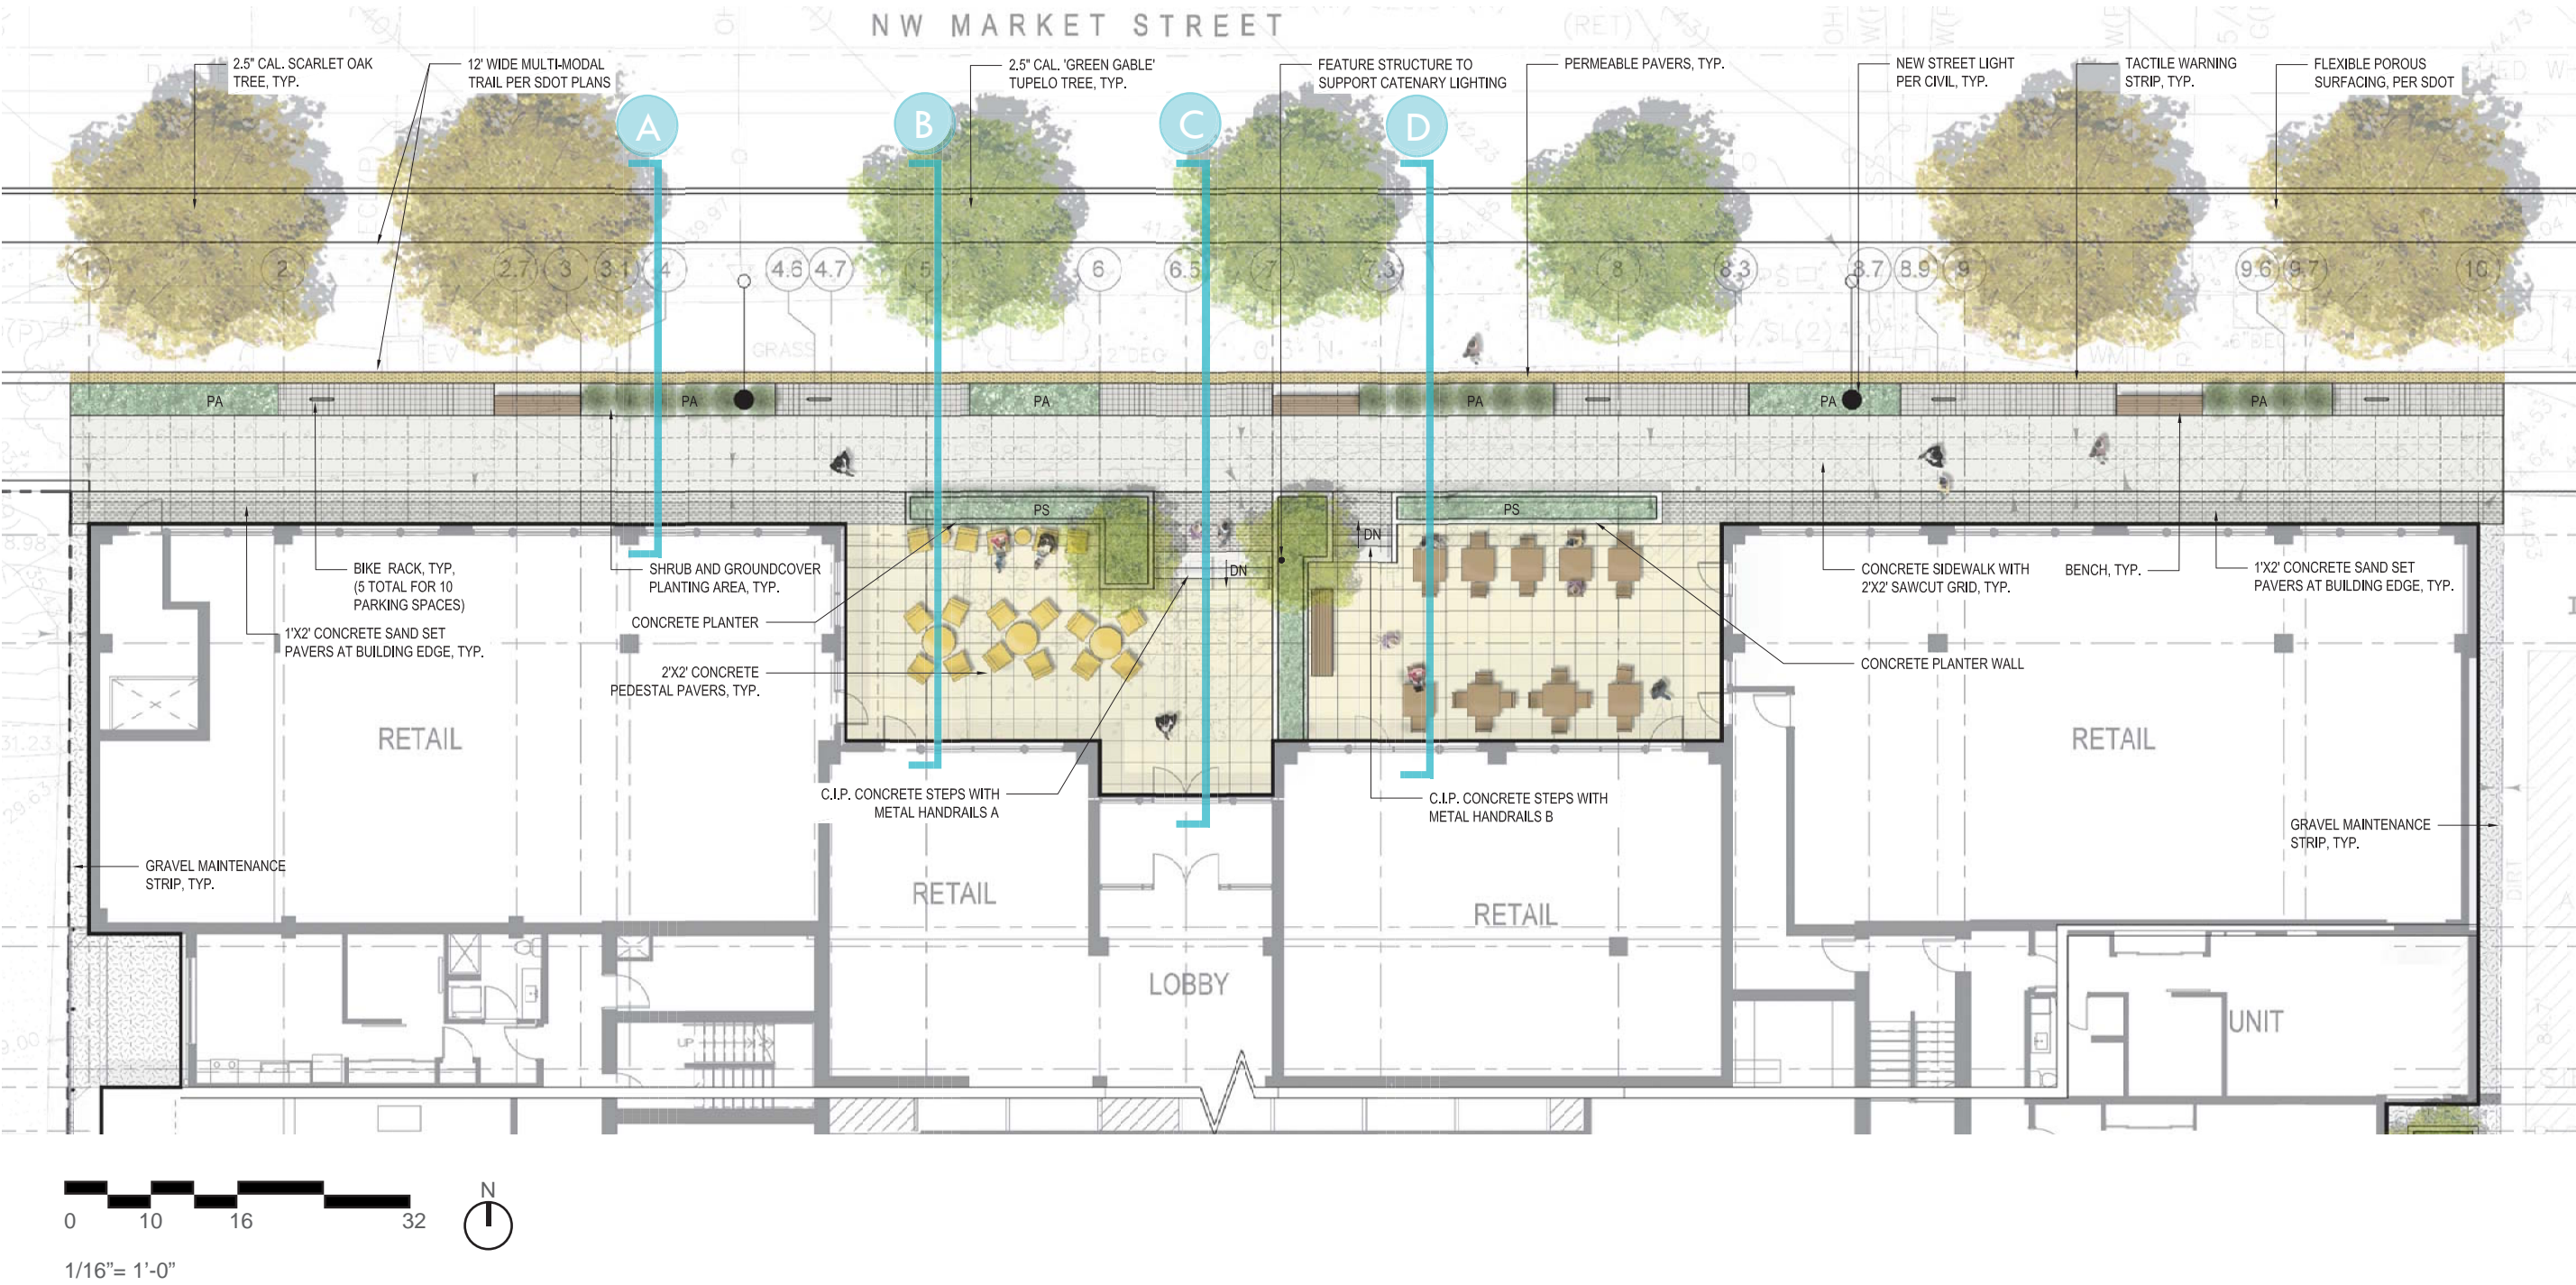 NW MARKET STREET
(RET)
2.5" CAL. SCARLET OAK
TREE, TYP.
12' WIDE MULTI-MODAL
TRAIL PER SDOT PLANS
2.5" CAL. 'GREEN GABLE'
TUPELO TREE, TYP.
FEATURE STRUCTURE TO
SUPPORT CATENARY LIGHTING
PERMEABLE PAVERS, TYP.
NEW STREET LIGHT
PER CIVIL, TYP.
TACTILE WARNING
STRIP, TYP.
FLEXIBLE POROUS
SURFACING, PER SDOT
A
B
C
D
1
2
2.7
3
3.1
4
4.6
4.7
5
6
6.5
7
7.3
8
8.3
8.7
8.9
9
9.6
9.7
10
GRASS
PA
PA
PA
PA
PA
PA
PS
PS
DN
DN
BIKE RACK, TYP,
(5 TOTAL FOR 10
PARKING SPACES)
SHRUB AND GROUNDCOVER
PLANTING AREA, TYP.
CONCRETE PLANTER
1'X2' CONCRETE SAND SET
PAVERS AT BUILDING EDGE, TYP.
2'X2' CONCRETE
PEDESTAL PAVERS, TYP.
CONCRETE SIDEWALK WITH
2'X2' SAWCUT GRID, TYP.
BENCH, TYP.
1'X2' CONCRETE SAND SET
PAVERS AT BUILDING EDGE, TYP.
CONCRETE PLANTER WALL
RETAIL
RETAIL
C.I.P. CONCRETE STEPS WITH
METAL HANDRAILS A
C.I.P. CONCRETE STEPS WITH
METAL HANDRAILS B
GRAVEL MAINTENANCE
STRIP, TYP.
GRAVEL MAINTENANCE
STRIP, TYP.
RETAIL
RETAIL
LOBBY
UNIT
UP
DIRT
0 10 16 32
N
1/16”= 1’-0”